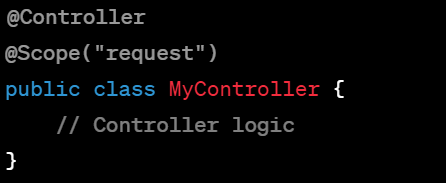 @Controller
@Scope("request")
public class MyController {
    // Controller logic
}